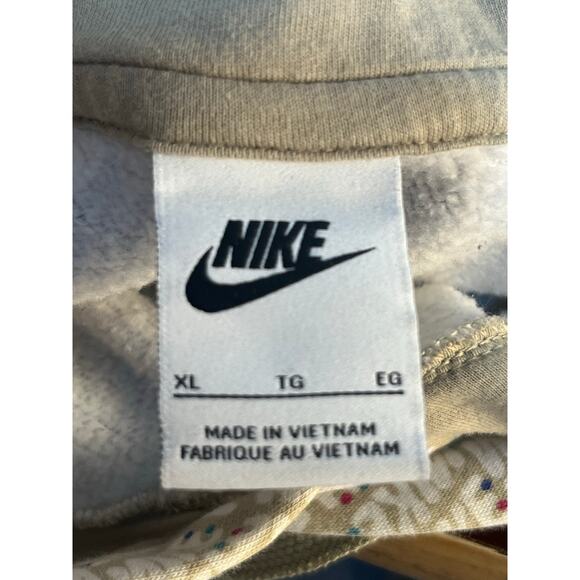 NIKE
XL TG EG
MADE IN VIETNAM
FABRIQUE AU VIETNAM